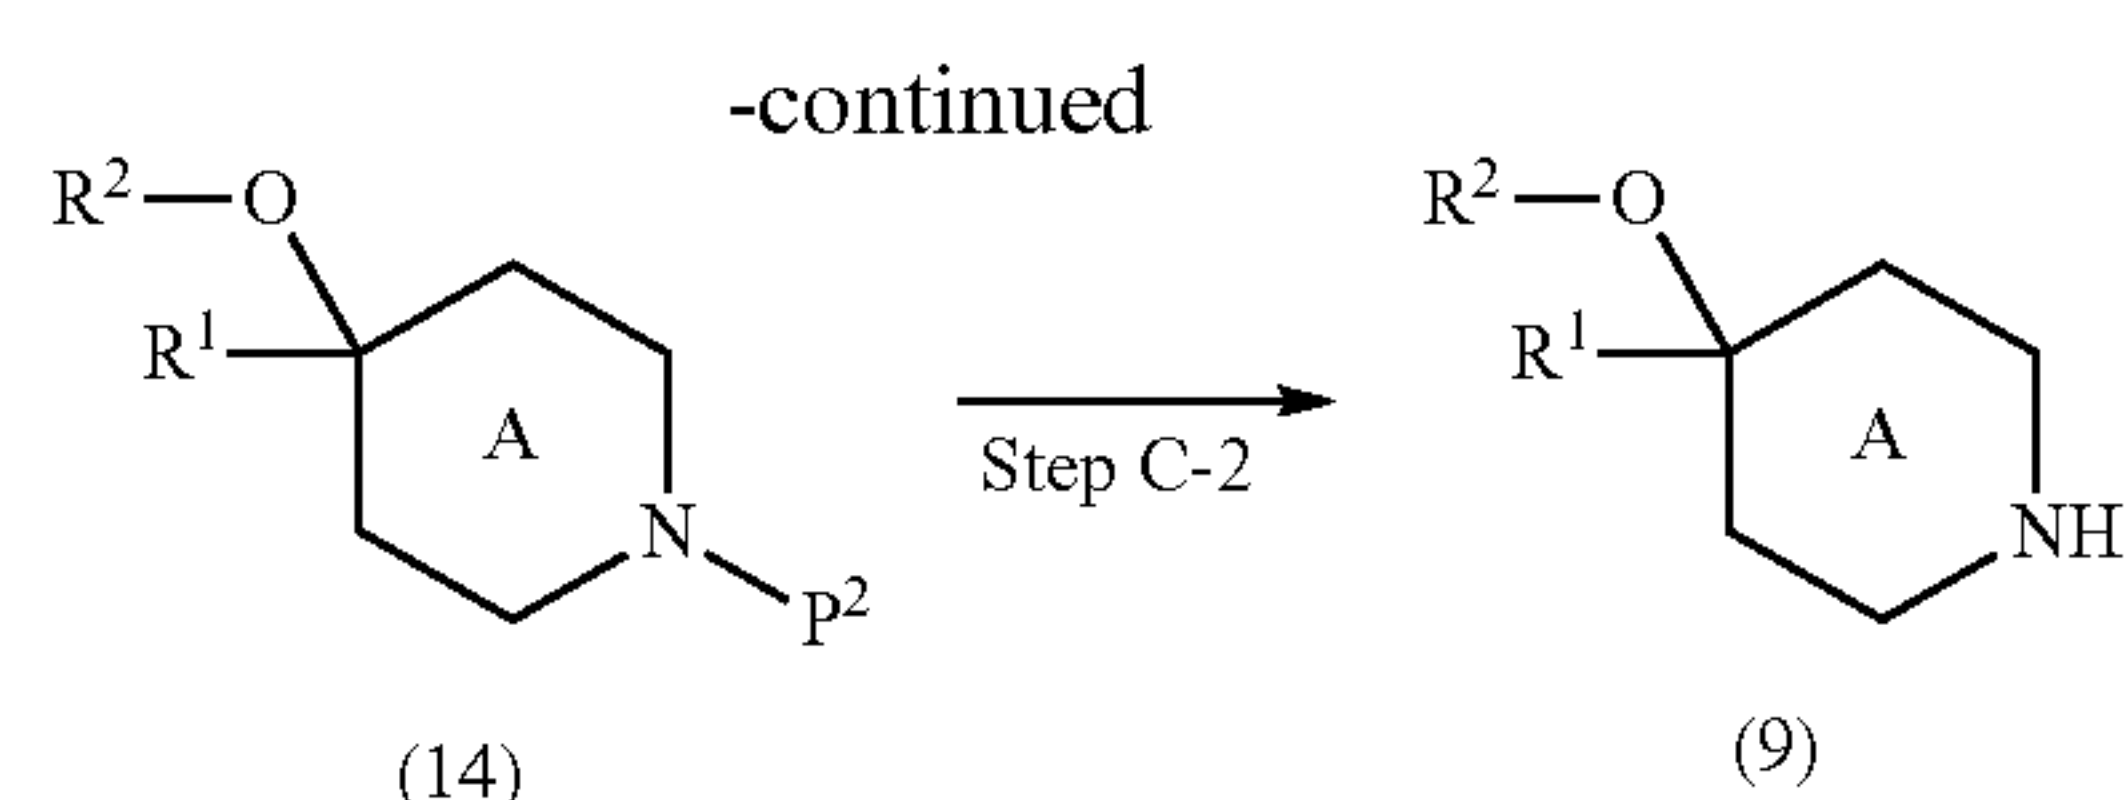 -continued
R² O R² O
R¹ R¹
A A
Step C-2
N NH
P²
(14) (9)